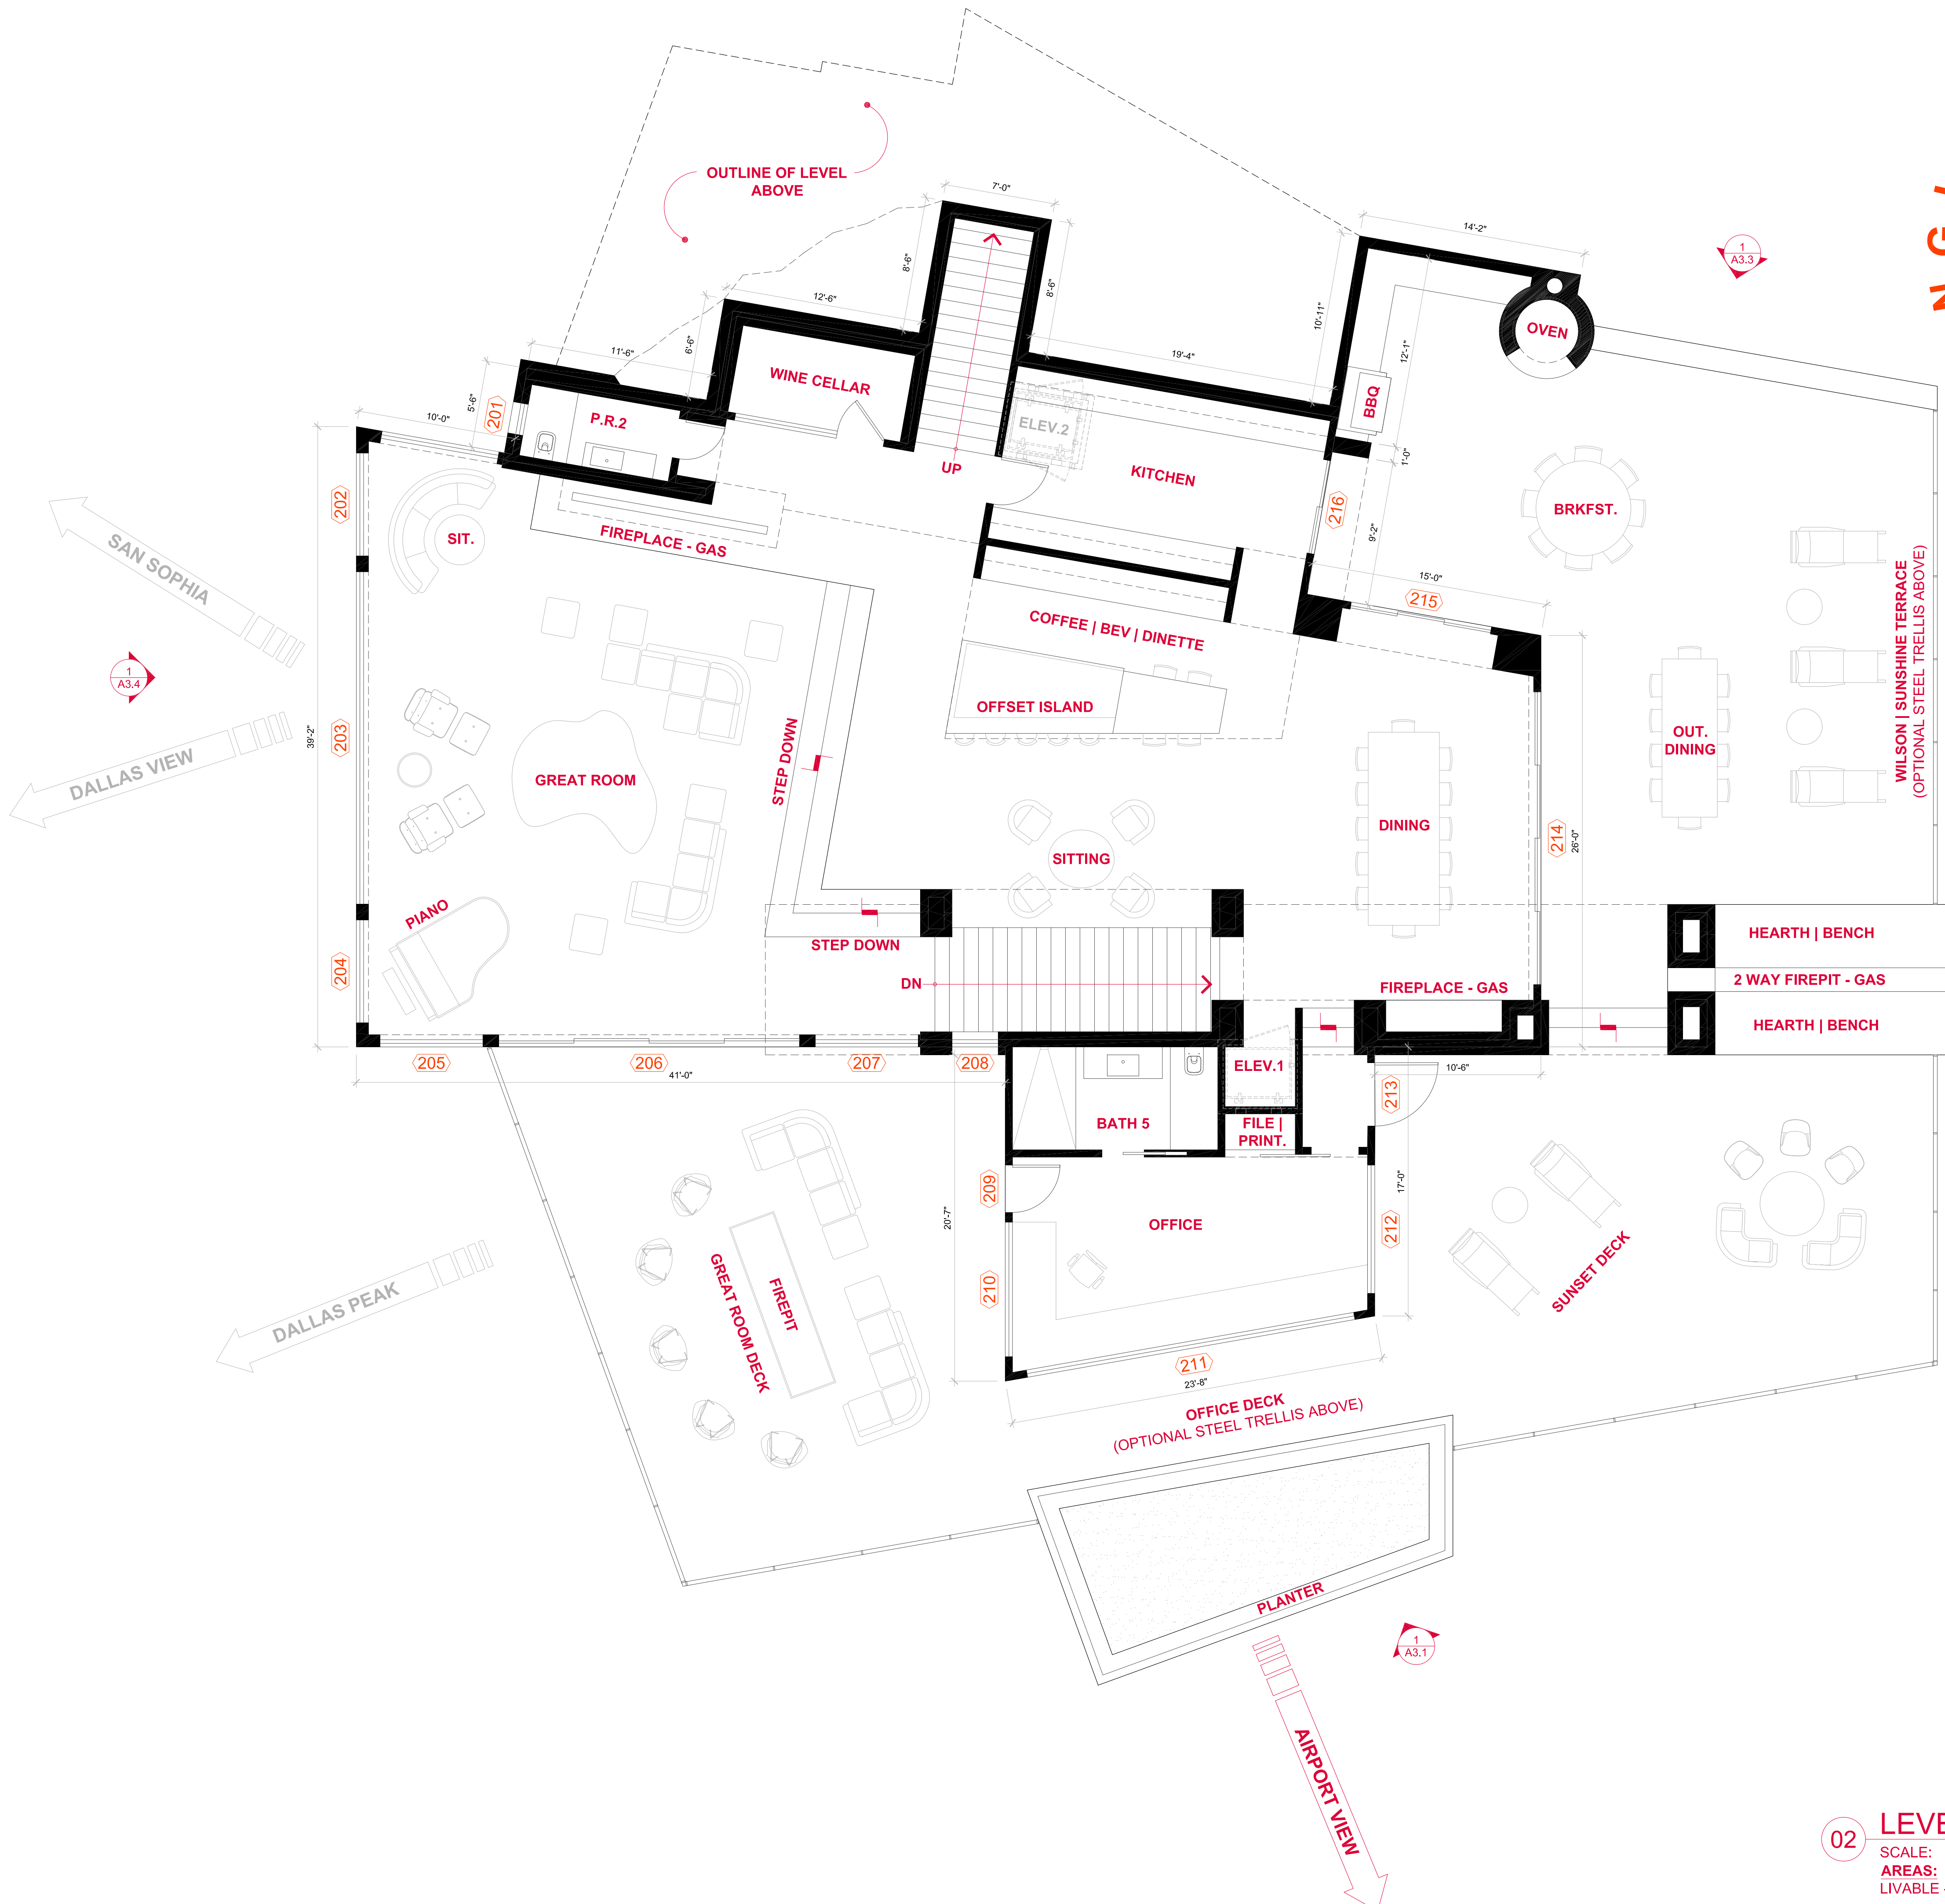 OUTLINE OF LEVEL
ABOVE
7'-0"
14'-2"
1
A3.3
8'-6"
8'-6"
12'-6"
10'-11"
6'-6"
11'-6"
19'-4"
12'-1"
OVEN
WINE CELLAR
5'-6"
10'-0"
201
P.R.2
BBQ
ELEV.2
UP
KITCHEN
1'-0"
202
216
BRKFST.
9'-2"
SIT.
FIREPLACE - GAS
SAN SOPHIA
15'-0"
215
COFFEE | BEV | DINETTE
WILSON | SUNSHINE TERRACE
(OPTIONAL STEEL TRELLIS ABOVE)
1
A3.4
OFFSET ISLAND
39'-2"
203
STEP DOWN
OUT.
DINING
DALLAS VIEW
GREAT ROOM
DINING
214
26'-0"
SITTING
PIANO
STEP DOWN
HEARTH | BENCH
204
DN
FIREPLACE - GAS
2 WAY FIREPIT - GAS
HEARTH | BENCH
205
206
207
208
41'-0"
ELEV.1
10'-6"
213
BATH 5
FILE |
PRINT.
209
20'-7"
17'-0"
OFFICE
212
SUNSET DECK
210
GREAT ROOM DECK
FIREPIT
DALLAS PEAK
211
23'-8"
OFFICE DECK
(OPTIONAL STEEL TRELLIS ABOVE)
PLANTER
1
A3.1
AIRPORT VIEW
02
LEVE
SCALE:
AREAS:
LIVABLE -